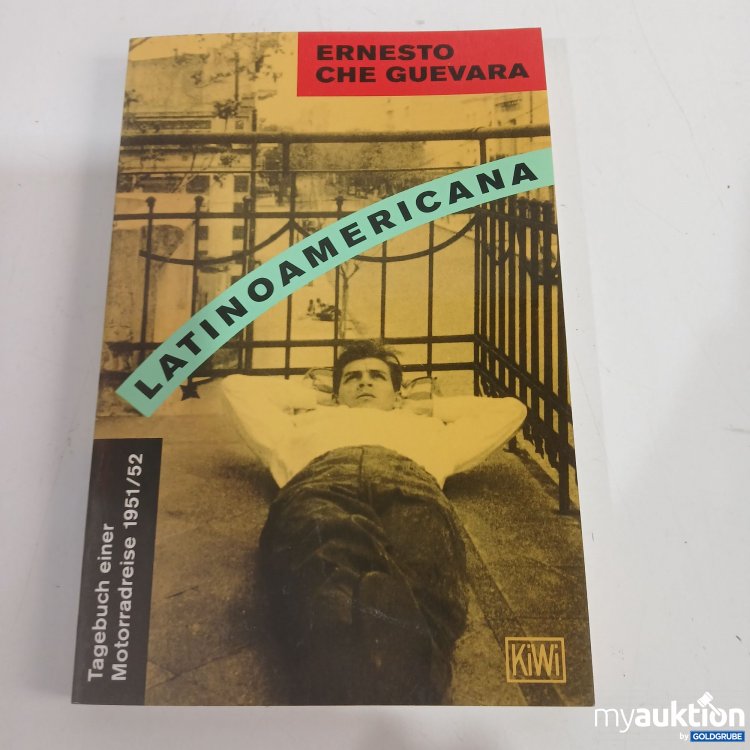 ERNESTO
CHE GUEVARA
LATINOAMERICANA
Tagebuch einer
Motorradreise 1951/52
KiWi
myauktion
by GOLDGRUBE